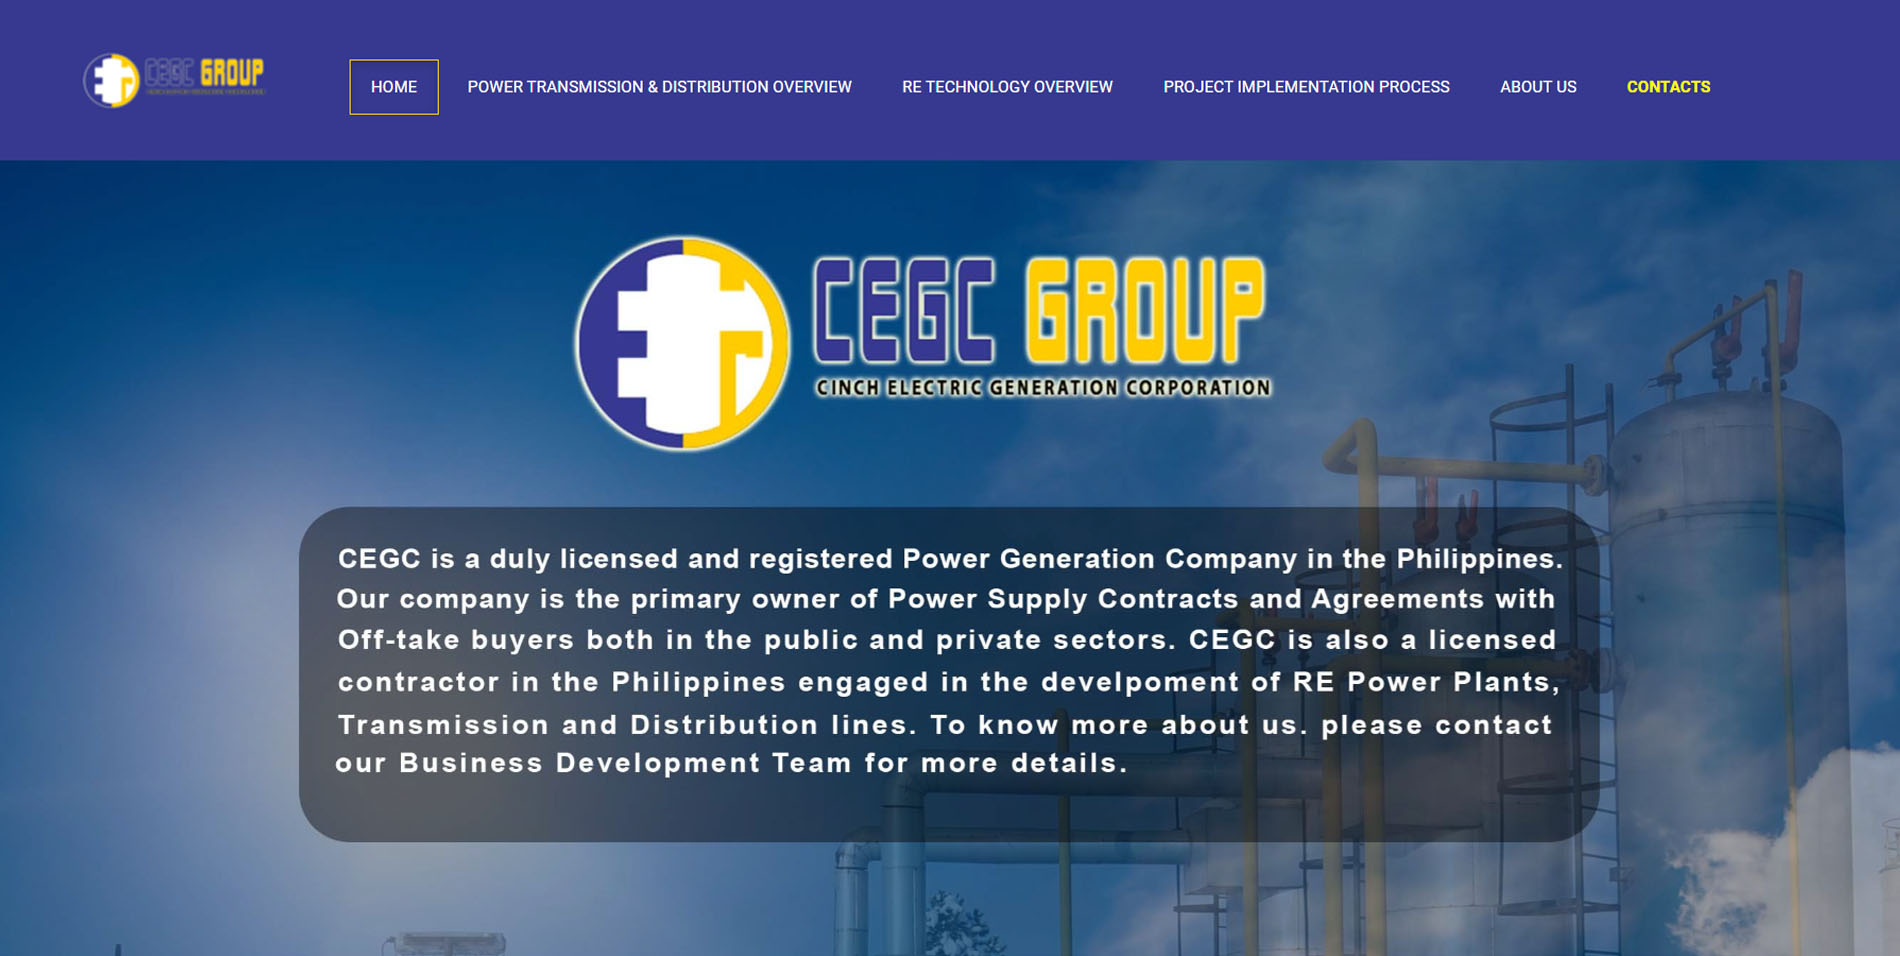 CEGC GROUP
HOME
POWER TRANSMISSION & DISTRIBUTION OVERVIEW
RE TECHNOLOGY OVERVIEW
PROJECT IMPLEMENTATION PROCESS
ABOUT US
CONTACTS
CEGC GROUP
CINCH ELECTRIC GENERATION CORPORATION
CEGC is a duly licensed and registered Power Generation Company in the Philippines.
Our company is the primary owner of Power Supply Contracts and Agreements with
Off-take buyers both in the public and private sectors. CEGC is also a licensed
contractor in the Philippines engaged in the develpoment of RE Power Plants,
Transmission and Distribution lines. To know more about us. please contact
our Business Development Team for more details.